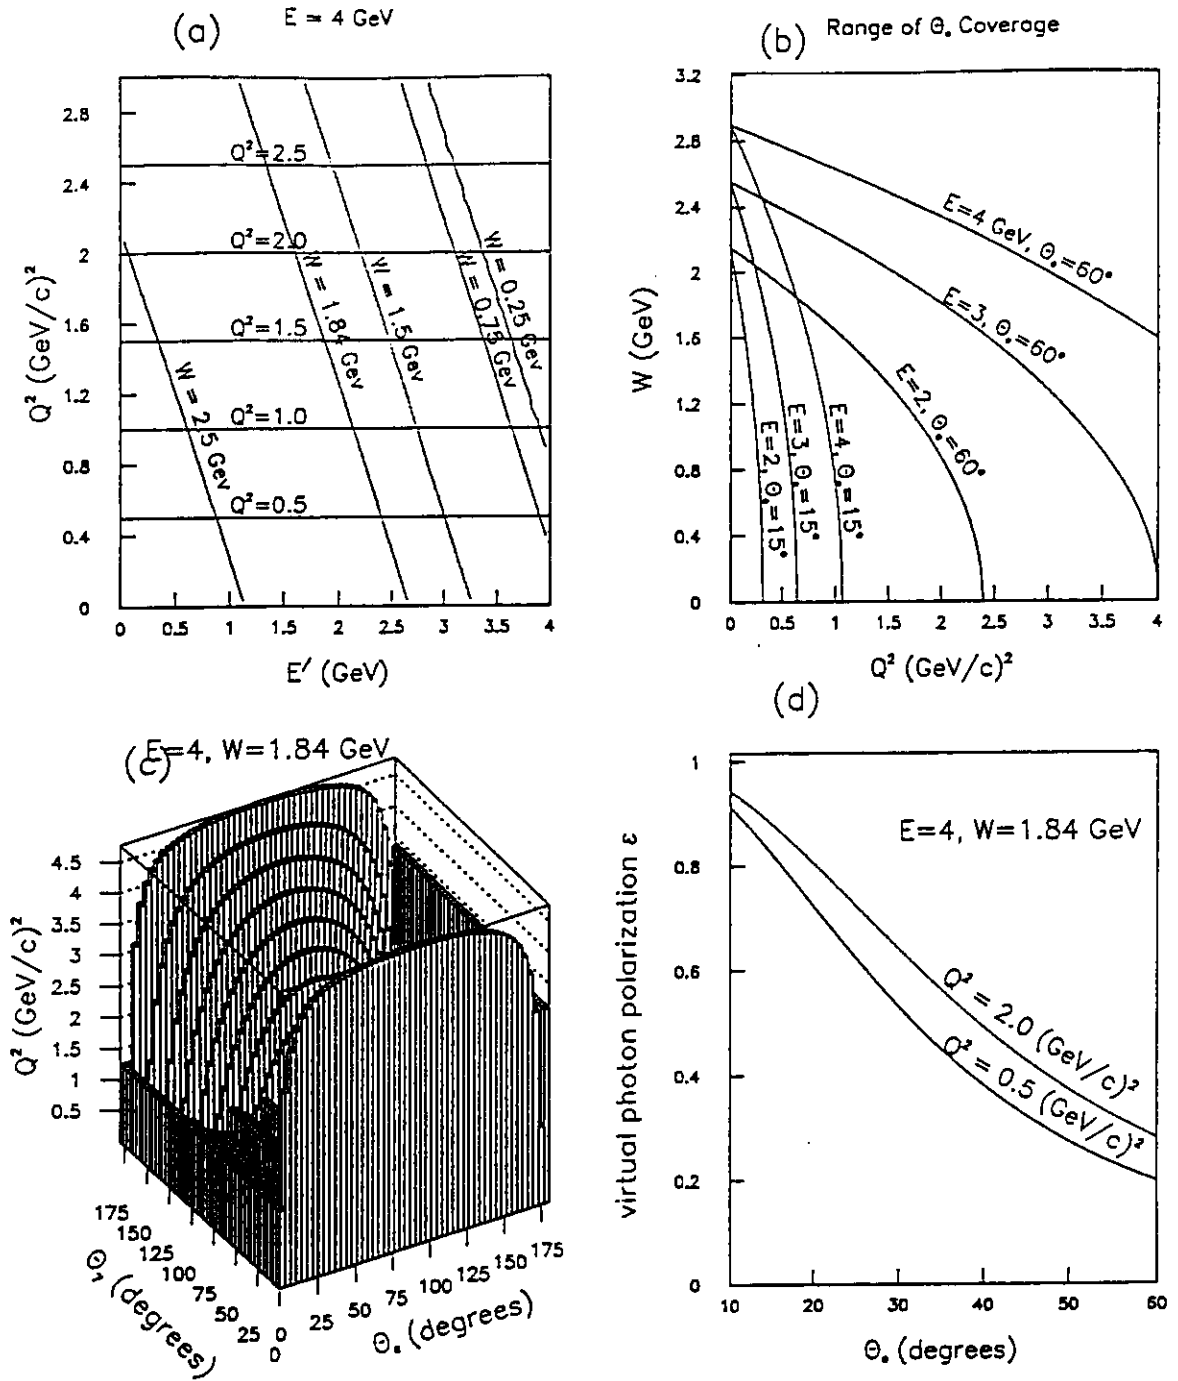 (a) E = 4 GeV
Q² (GeV/c)²
2.8
2.4
2
1.6
1.2
0.8
0.4
0
Q²=2.5
Q²=2.0
Q²=1.5
Q²=1.0
Q²=0.5
W = 2.5 Gev
W = 1.84 Gev
W = 1.5 Gev
W = 0.75 Gev
W = 0.25 Gev
0 0.5 1 1.5 2 2.5 3 3.5 4
E′ (GeV)
(b) Range of Θₑ Coverage
W (GeV)
3.2
2.8
2.4
2
1.6
1.2
0.8
0.4
0
E=4 GeV, Θₑ=60°
E=3, Θₑ=60°
E=2, Θₑ=60°
E=2, Θₑ=15°
E=3, Θₑ=15°
E=4, Θₑ=15°
0 0.5 1 1.5 2 2.5 3 3.5 4
Q² (GeV/c)²
(c) E=4, W=1.84 GeV
Q² (GeV/c)²
4.5
4
3.5
3
2.5
2
1.5
1
0.5
175 150 125 100 75 50 25 0
(degrees)
0 25 50 75 100 125 150 175
Θₑ (degrees)
(d)
virtual photon polarization ε
1
0.8
0.6
0.4
0.2
0
E=4, W=1.84 GeV
Q² = 2.0 (GeV/c)²
Q² = 0.5 (GeV/c)²
10 20 30 40 50 60
Θₑ (degrees)